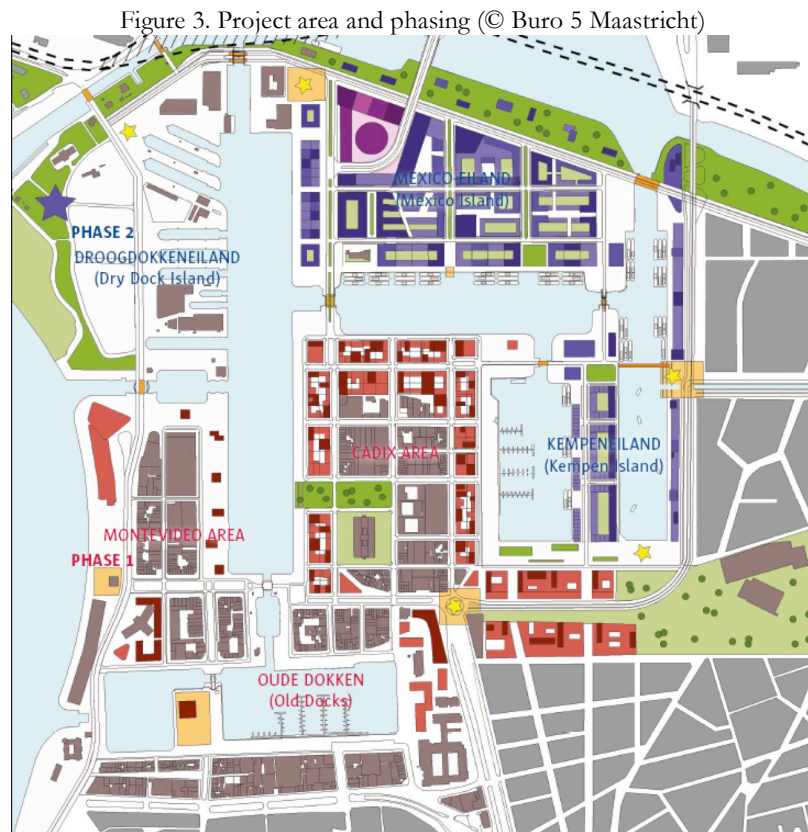 Figure 3. Project area and phasing (© Buro 5 Maastricht)
MEXICO-EILAND
(Mexico Island)
PHASE 2
DROOGDOKKENEILAND
(Dry Dock Island)
CADIX AREA
KEMPENEILAND
(Kempen Island)
MONTEVIDEO AREA
PHASE 1
OUDE DOKKEN
(Old Docks)